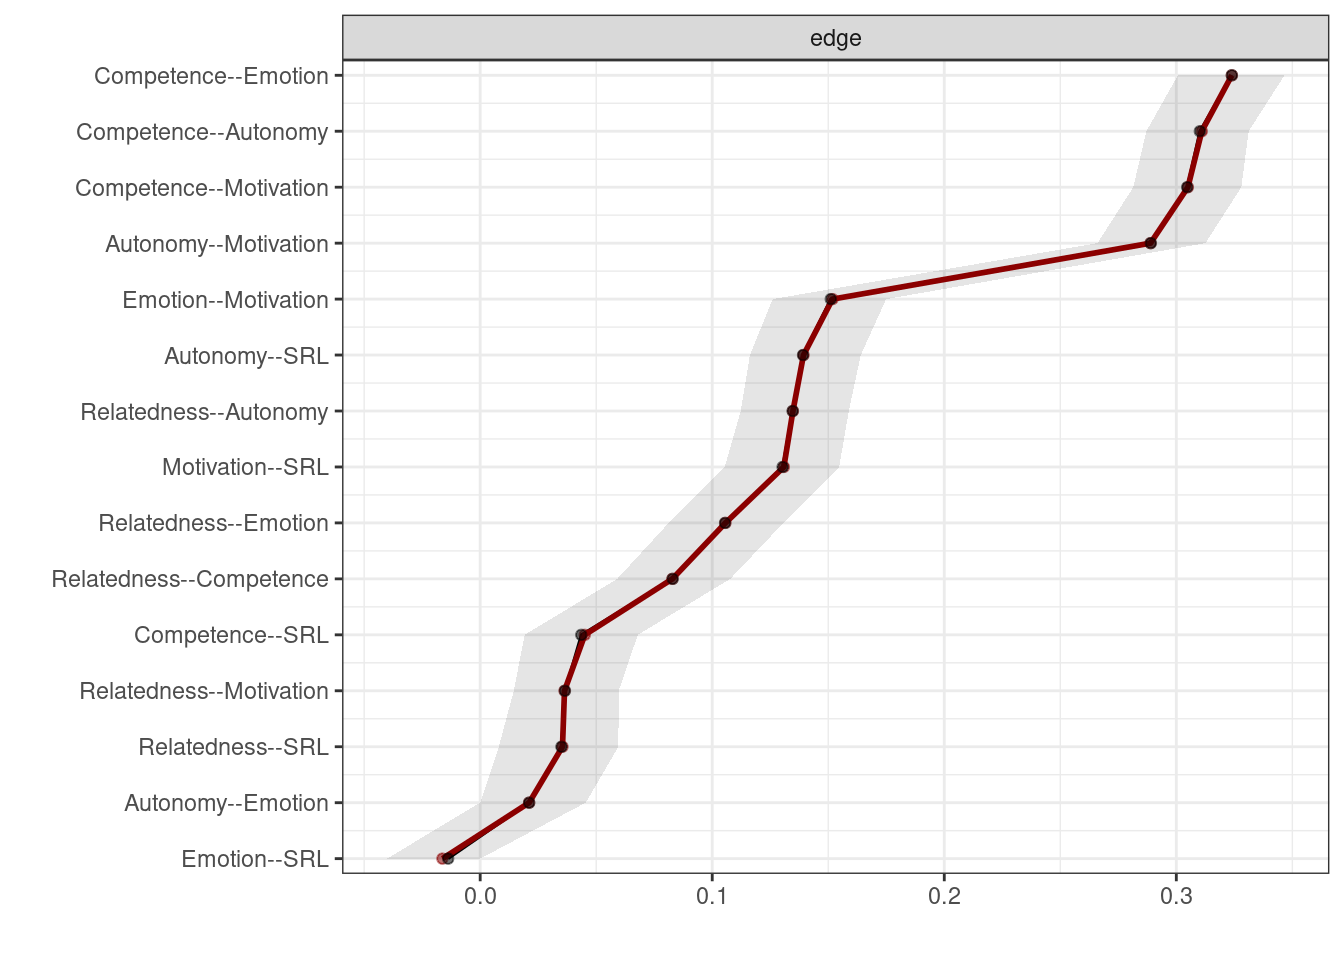 edge
Competence--Emotion
Competence--Autonomy
Competence--Motivation
Autonomy--Motivation
Emotion--Motivation
Autonomy--SRL
Relatedness--Autonomy
Motivation--SRL
Relatedness--Emotion
Relatedness--Competence
Competence--SRL
Relatedness--Motivation
Relatedness--SRL
Autonomy--Emotion
Emotion--SRL
0.0 0.1 0.2 0.3